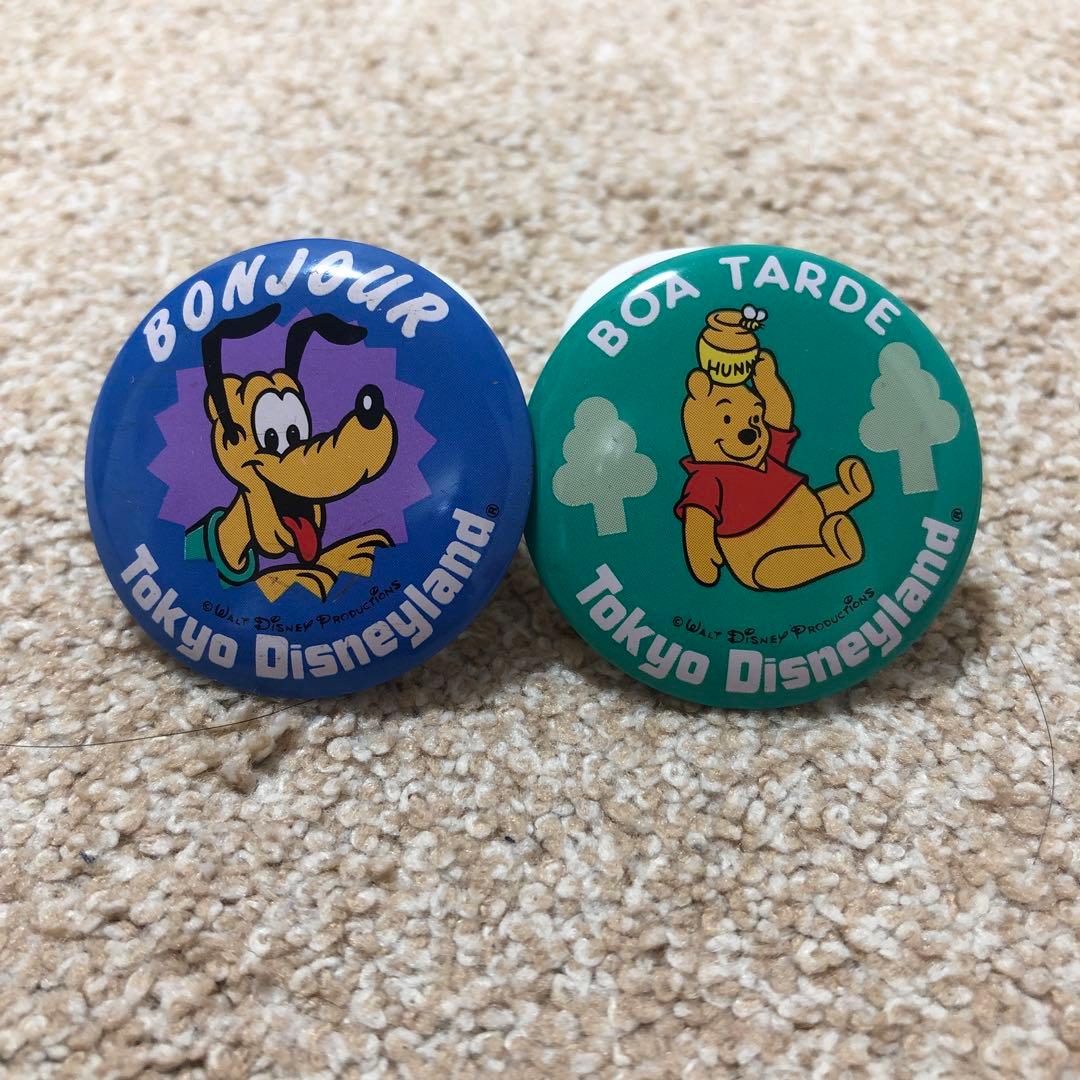 BONJOUR
© WALT DISNEY PRODUCTIONS
Tokyo Disneyland®
BOA TARDE
HUNNY
© WALT DISNEY PRODUCTIONS
Tokyo Disneyland®